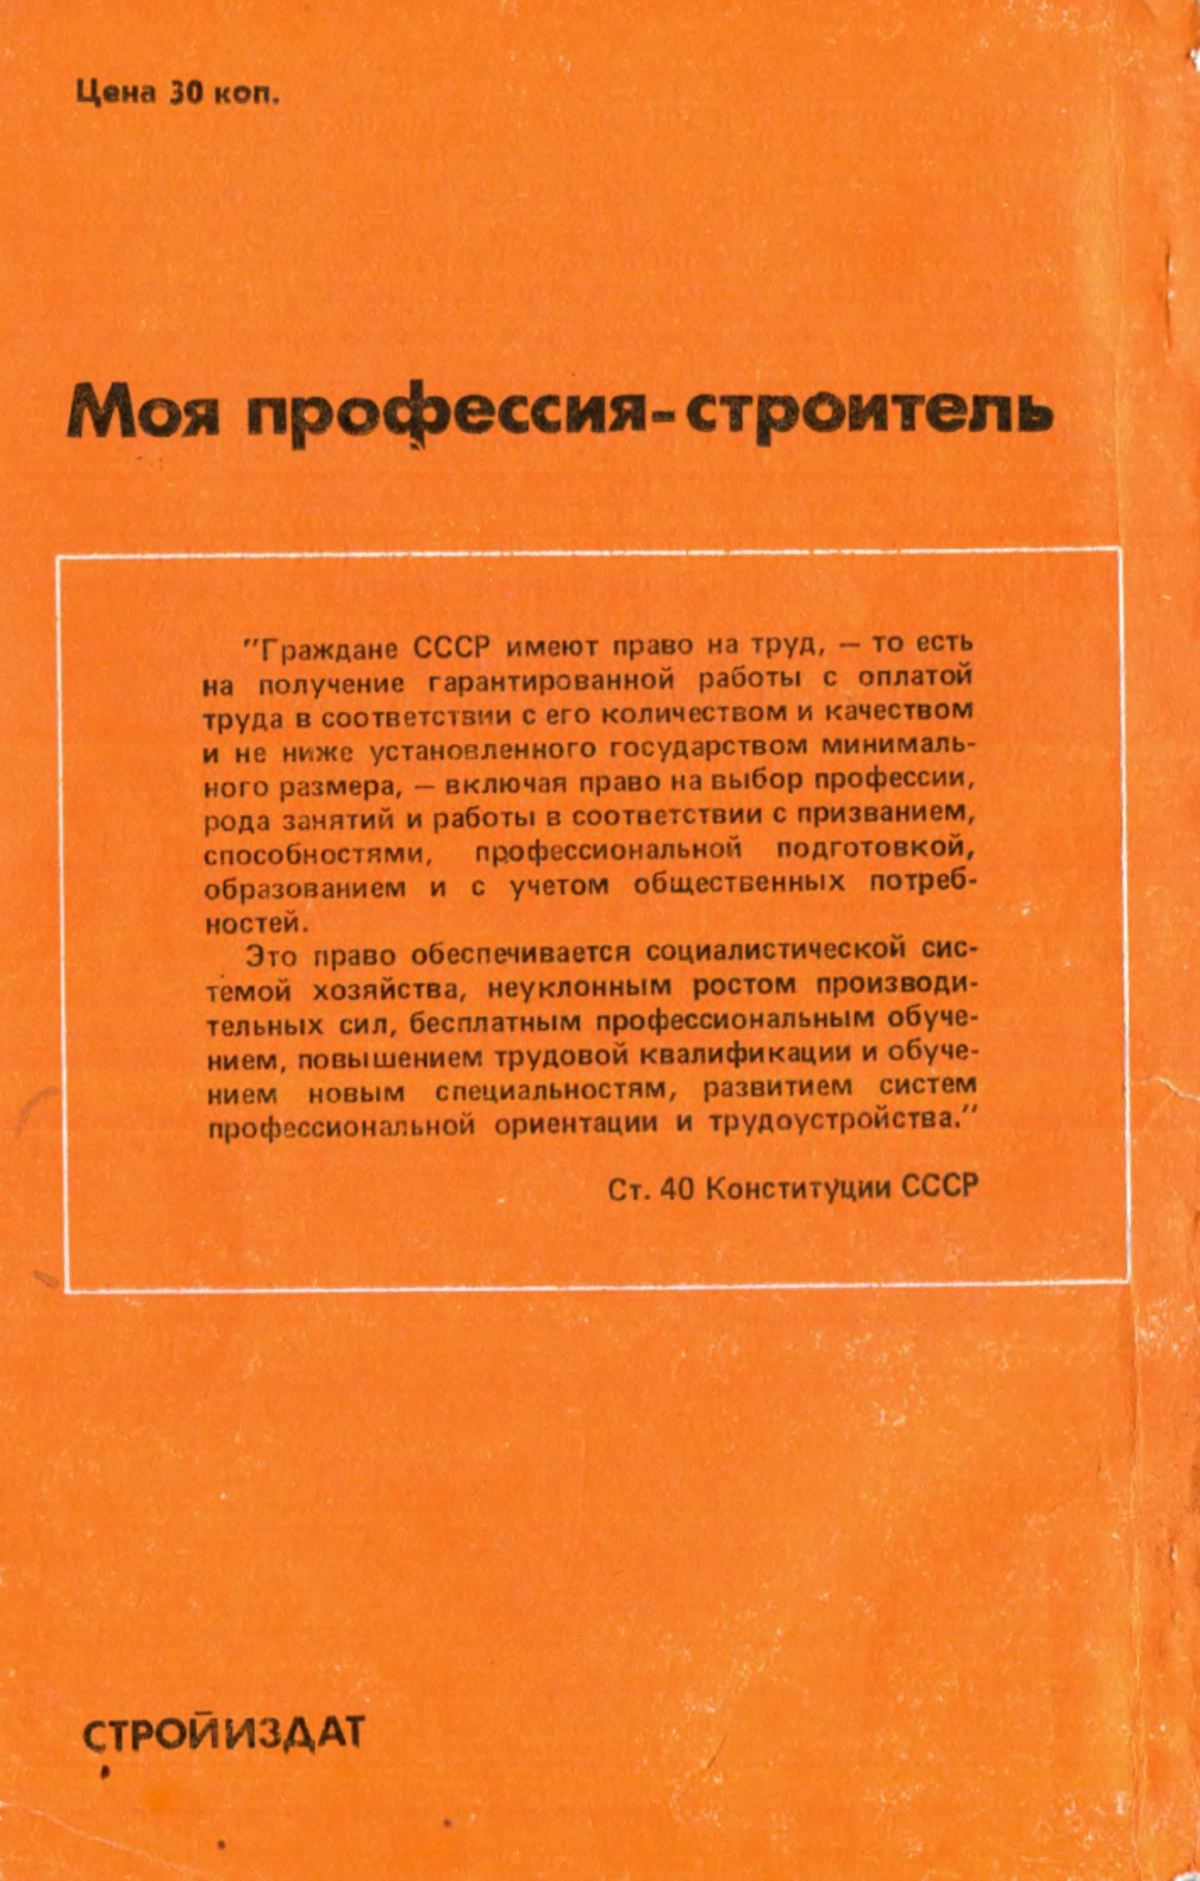 Цена 30 коп.
Моя профессия-строитель
"Граждане СССР имеют право на труд, — то есть
на получение гарантированной работы с оплатой
труда в соответствии с его количеством и качеством
и не ниже установленного государством минималь-
ного размера, — включая право на выбор профессии,
рода занятий и работы в соответствии с призванием,
способностями, профессиональной подготовкой,
образованием и с учетом общественных потреб-
ностей.
Это право обеспечивается социалистической сис-
темой хозяйства, неуклонным ростом производи-
тельных сил, бесплатным профессиональным обуче-
нием, повышением трудовой квалификации и обуче-
нием новым специальностям, развитием систем
профессиональной ориентации и трудоустройства."
Ст. 40 Конституции СССР
СТРОЙИЗДАТ